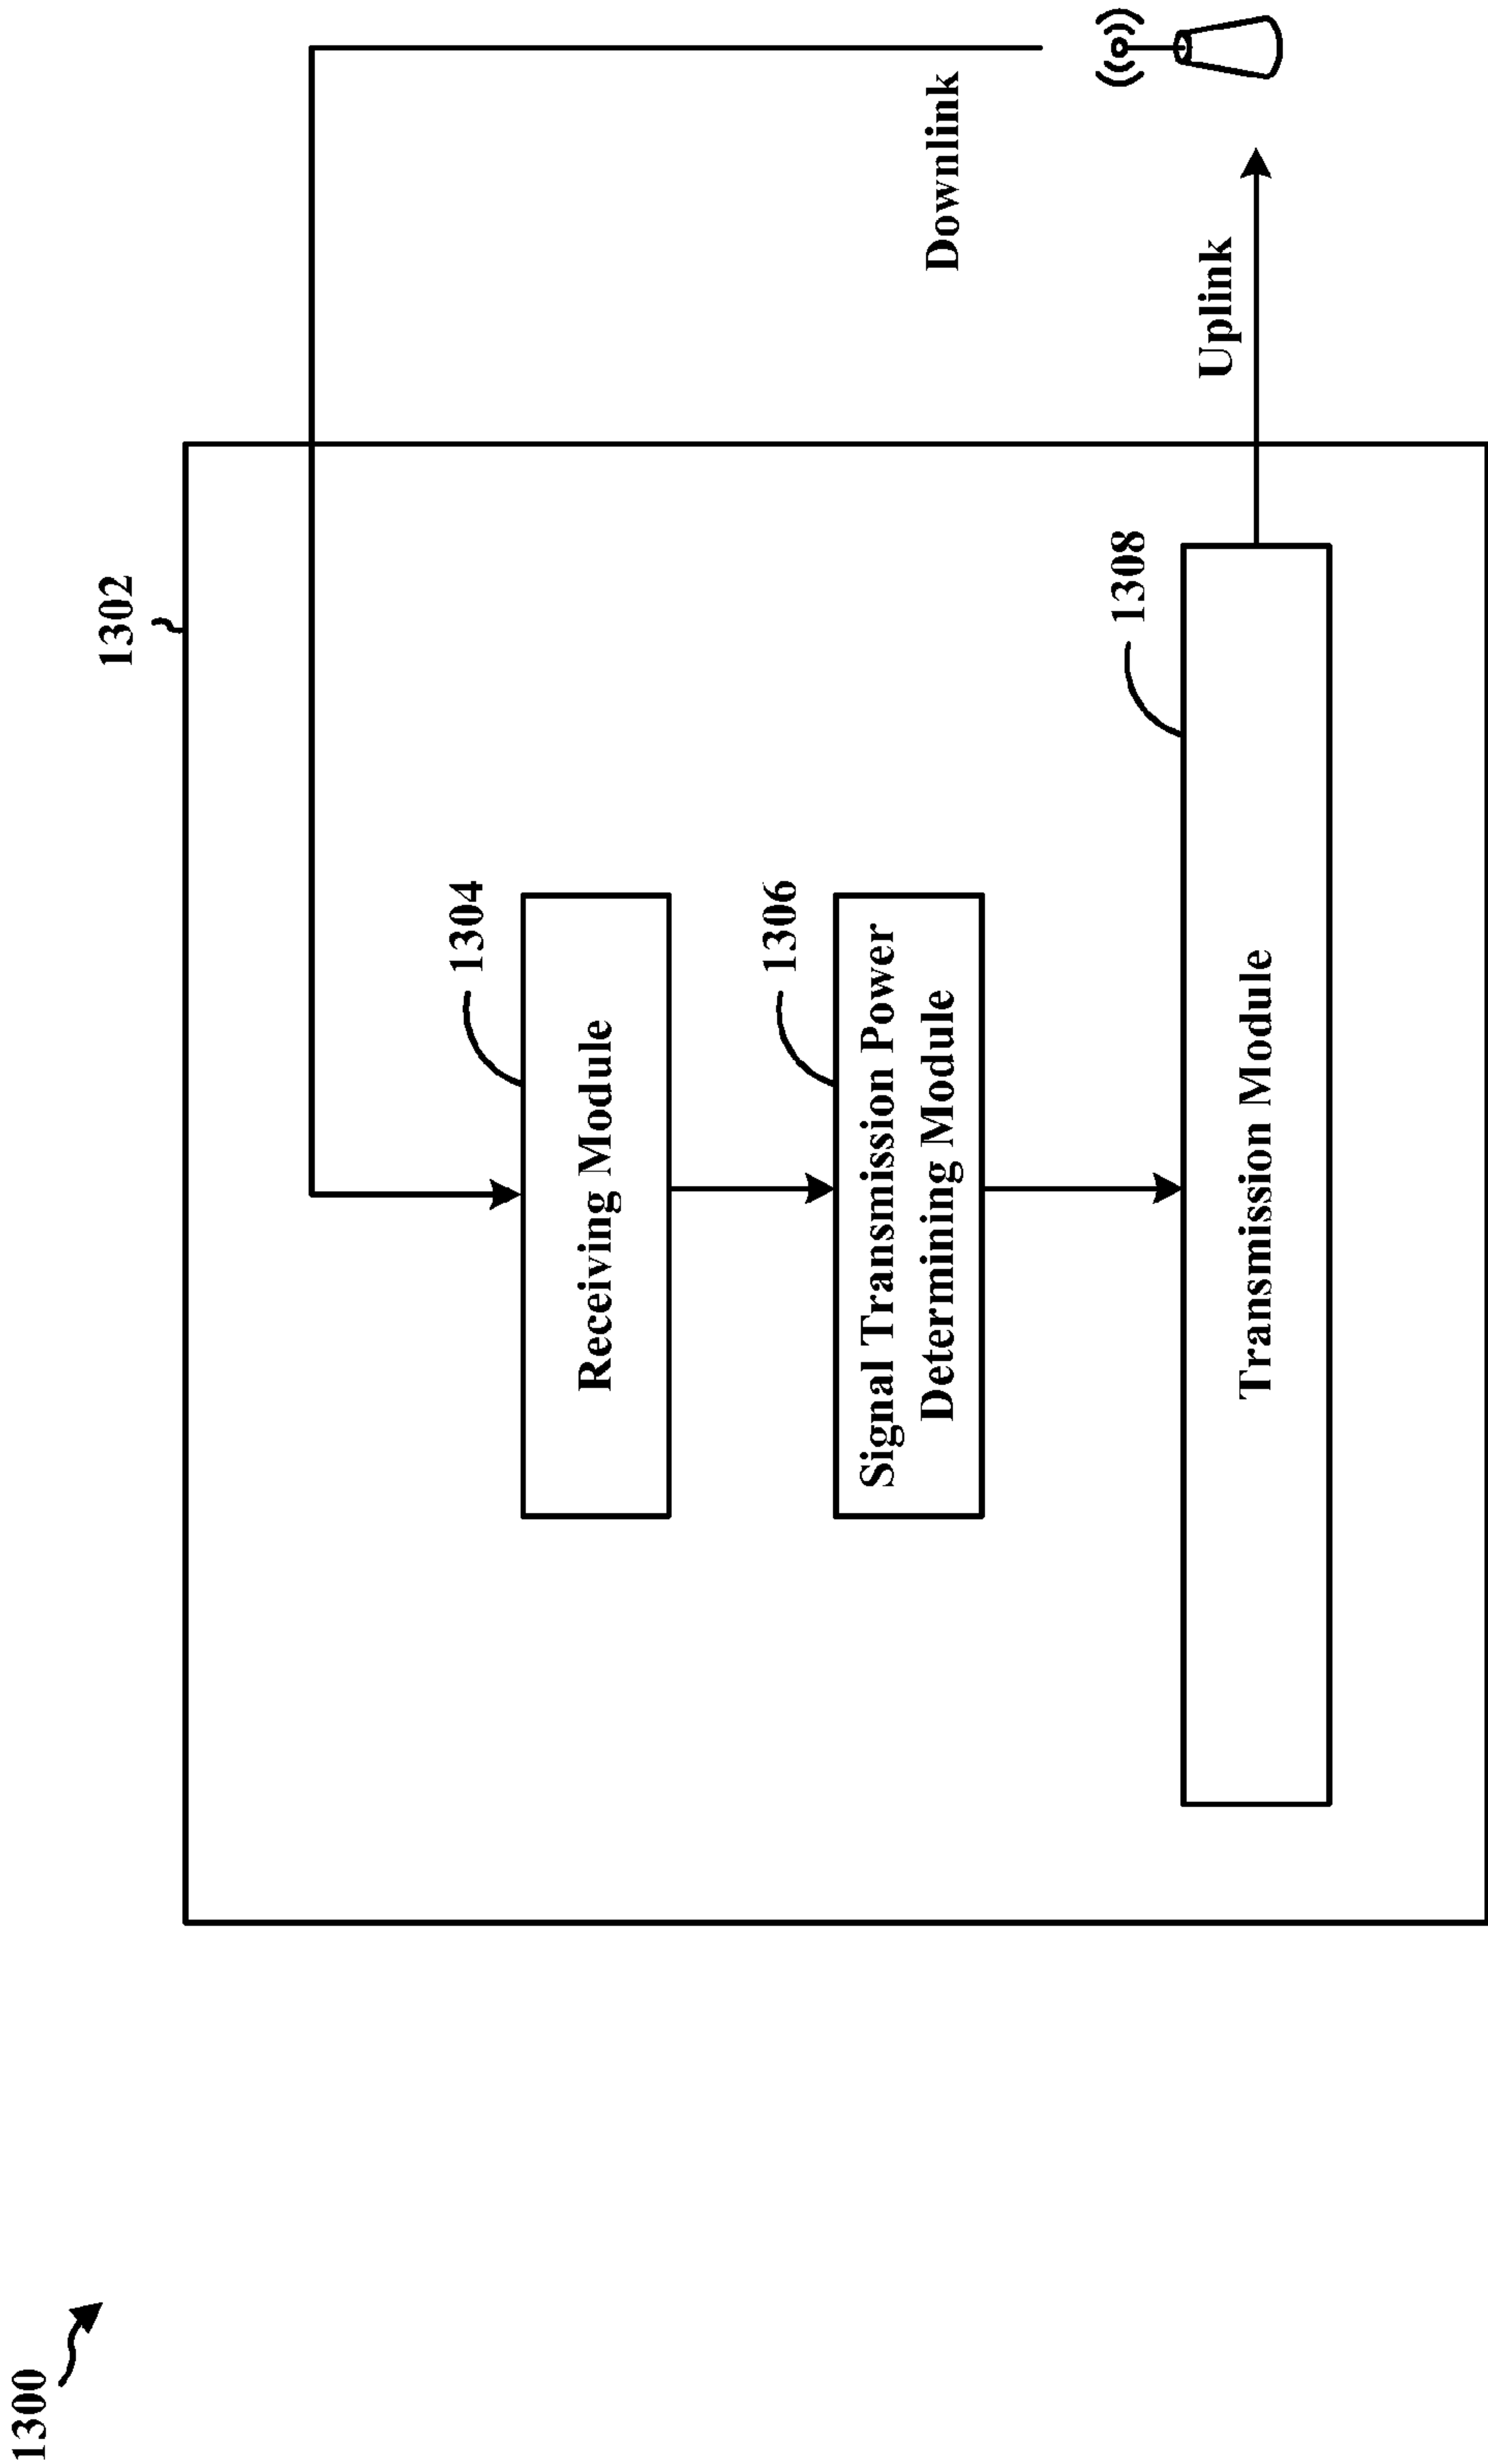 1300
1302
1304
Receiving Module
1306
Signal Transmission Power
Determining Module
1308
Transmission Module
Downlink
Uplink